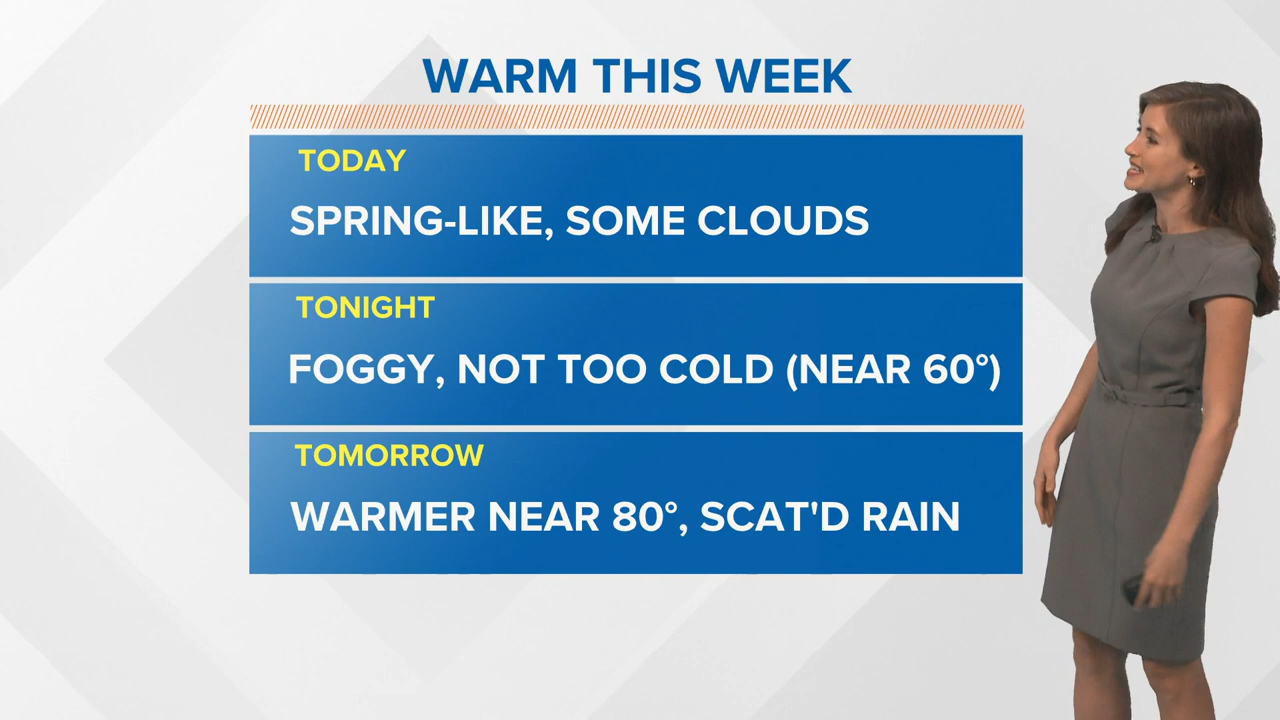 WARM THIS WEEK
TODAY
SPRING-LIKE, SOME CLOUDS
TONIGHT
FOGGY, NOT TOO COLD (NEAR 60°)
TOMORROW
WARMER NEAR 80°, SCAT'D RAIN